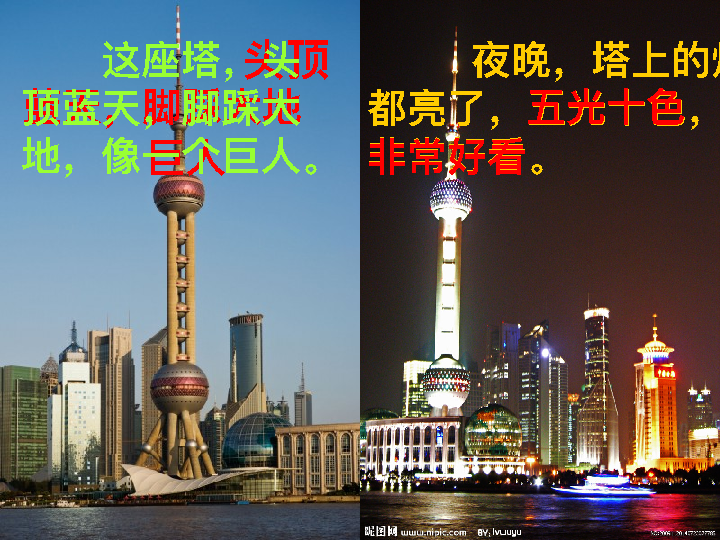 这座塔，头顶
蓝天，脚踩大
地，像一个巨人。
夜晚，塔上的
都亮了，五光十色，
非常好看。
昵图网 www.nipic.com BY: lvjuyu